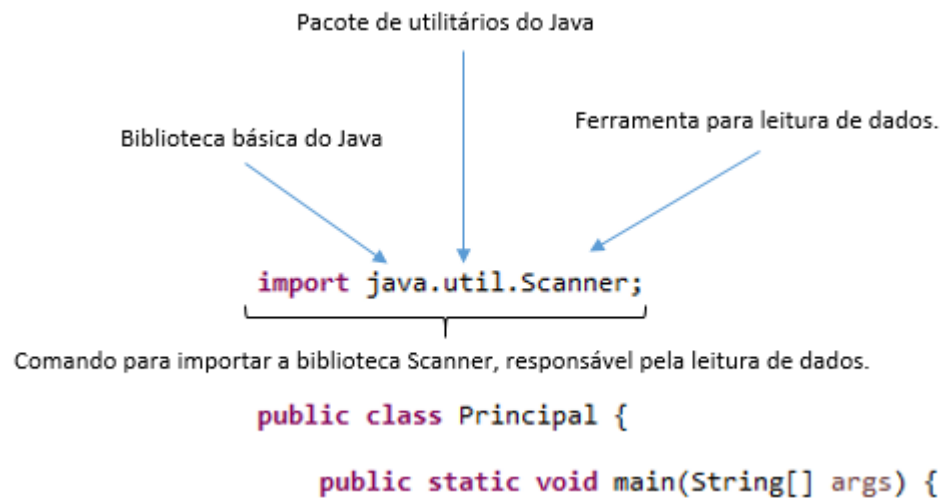 Pacote de utilitários do Java
Ferramenta para leitura de dados.
Biblioteca básica do Java
import java.util.Scanner;
Comando para importar a biblioteca Scanner, responsável pela leitura de dados.
public class Principal {
public static void main(String[] args) {